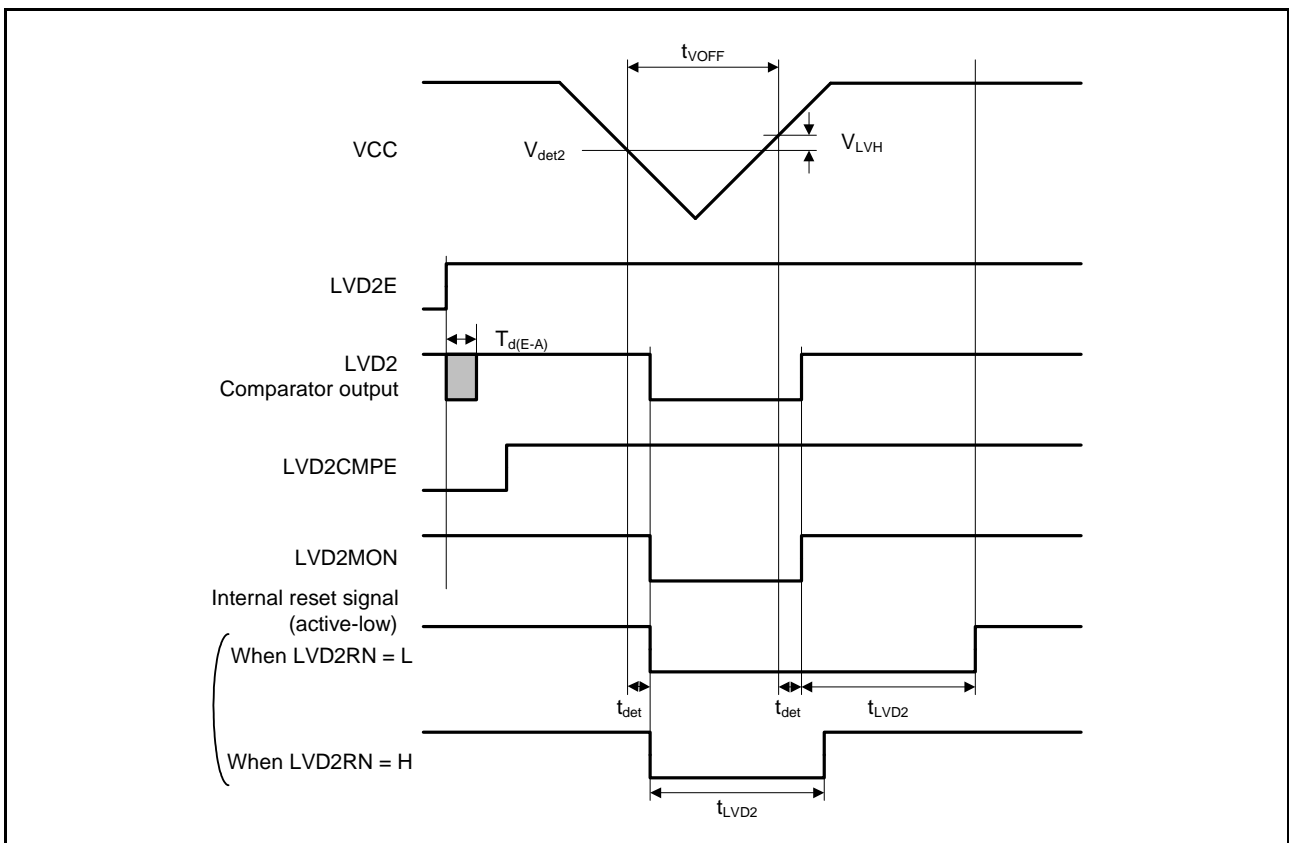 tVOFF
VCC
Vdet2
VLVH
LVD2E
Td(E-A)
LVD2
Comparator output
LVD2CMPE
LVD2MON
Internal reset signal
(active-low)
When LVD2RN = L
tdet
tdet
tLVD2
When LVD2RN = H
tLVD2